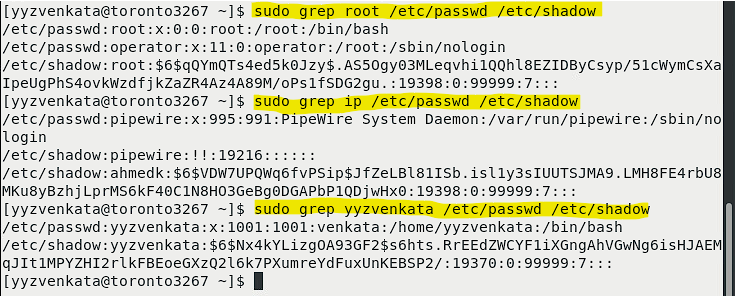 [yyzvenkata@toronto3267 ~]$ sudo grep root /etc/passwd /etc/shadow
/etc/passwd:root:x:0:0:root:/root:/bin/bash
/etc/passwd:operator:x:11:0:operator:/root:/sbin/nologin
/etc/shadow:root:$6$qQYmQTs4ed5k0Jzy$.AS5Ogy03MLeqvhi1QQhl8EZIDByCsyp/51cWymCsXa
IpeUgPhS4ovkWzdfjkZaZR4Az4A89M/oPs1fSDG2gu.:19398:0:99999:7:::
[yyzvenkata@toronto3267 ~]$ sudo grep ip /etc/passwd /etc/shadow
/etc/passwd:pipewire:x:995:991:PipeWire System Daemon:/var/run/pipewire:/sbin/no
login
/etc/shadow:pipewire:!!:19216::::::
/etc/shadow:ahmedk:$6$VDW7UPQWq6fvPSip$JfZeLBl81ISb.isl1y3sIUUTSJMA9.LMH8FE4rbU8
MKu8yBzhjLprMS6kF40C1N8HO3GeBg0DGAPbP1QDjwHx0:19398:0:99999:7:::
[yyzvenkata@toronto3267 ~]$ sudo grep yyzvenkata /etc/passwd /etc/shadow
/etc/passwd:yyzvenkata:x:1001:1001:venkata:/home/yyzvenkata:/bin/bash
/etc/shadow:yyzvenkata:$6$Nx4kYLizgOA93GF2$s6hts.RrEEdZWCYF1iXGngAhVGwNg6isHJAEM
qJIt1MPYZHI2rlkFBEoeGXzQ2l6k7PXumreYdFuxUnKEBSP2/:19370:0:99999:7:::
[yyzvenkata@toronto3267 ~]$